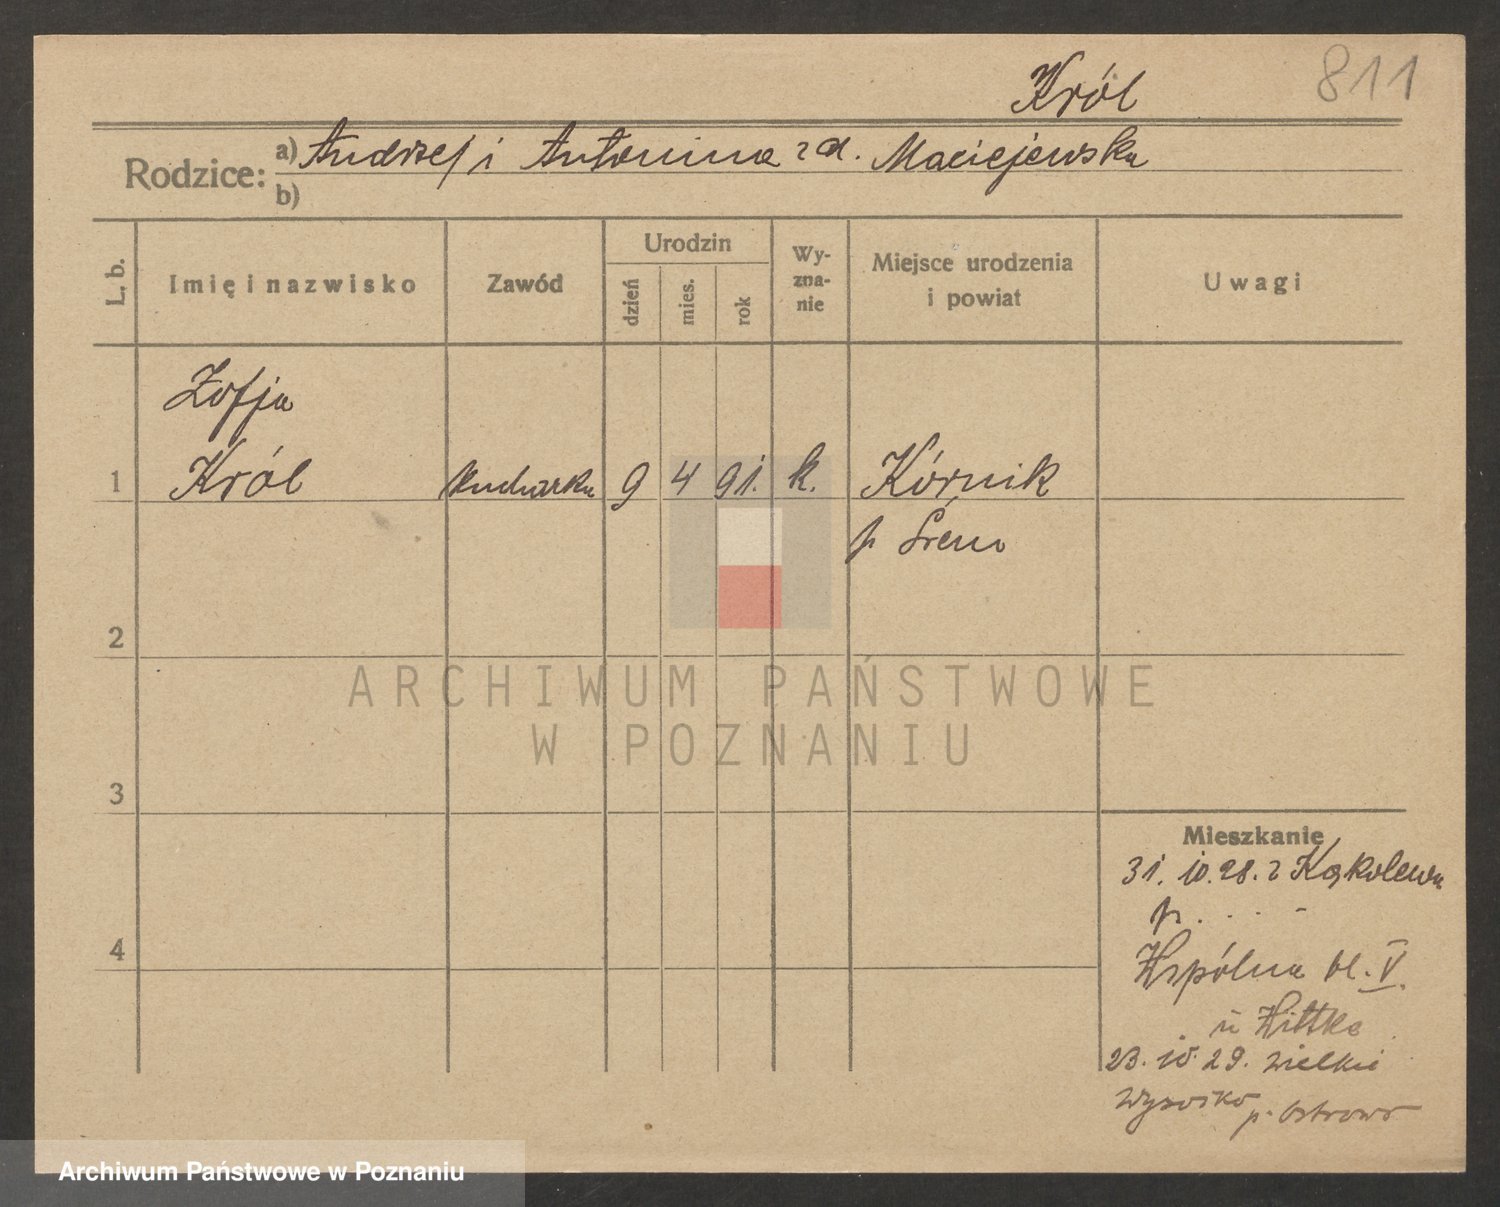 Król
811
Rodzice: a) Andrzej i Antonina z d. Maciejewska
b)
L. b. Imię i nazwisko Zawód Urodzin dzień mies. rok Wy-zna-nie Miejsce urodzenia i powiat Uwagi
Zofja
1 Król kucharka 9 4 91. k. Kórnik
p Śrem
2
ARCHIWUM PAŃSTWOWE
W POZNANIU
3
Mieszkanie
31. 10. 28. z Kąkolewa
p. . . -
4
Wspólna bl. V.
u Wittke
23. 10. 29. Wielkie
Wysocko p. Ostrowo
Archiwum Państwowe w Poznaniu